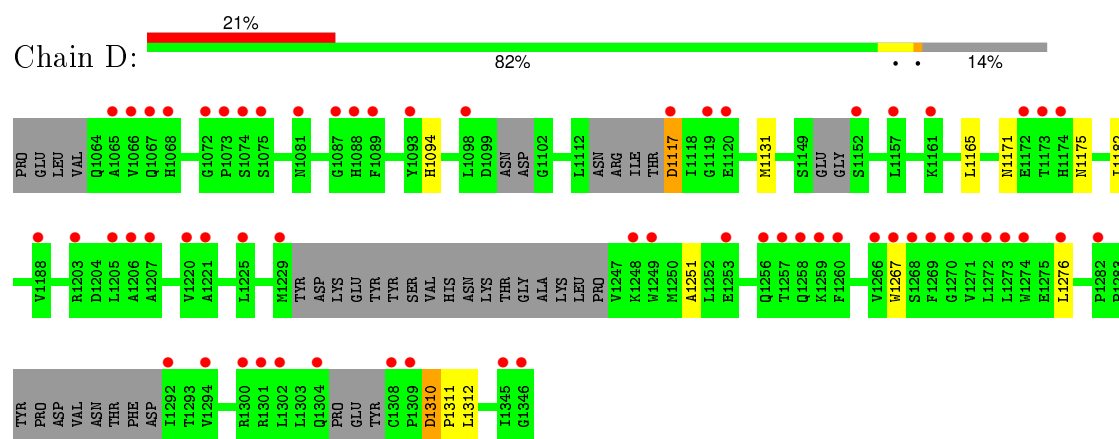 21%
Chain D:
82%
14%
PRO GLU LEU VAL Q1064 A1065 V1066 Q1067 H1068 G1072 P1073 S1074 S1075 N1081 G1087 H1088 F1089 Y1093 H1094 L1098 D1099 ASN ASP G1102 L1112 ASN ARG ILE THR D1117 I1118 G1119 E1120 M1131 S1149 GLU GLY S1152 L1157 K1161 L1165 N1171 E1172 T1173 H1174 N1175
V1188 R1203 D1204 L1205 A1206 A1207 V1220 A1221 L1225 M1229 TYR ASP LYS GLU TYR TYR SER VAL HIS ASN LYS THR GLY ALA LYS LEU PRO V1247 K1248 W1249 M1250 A1251 L1252 E1253 Q1256 T1257 Q1258 K1259 F1260 V1266 W1267 S1268 F1269 G1270 V1271 L1272 L1273 W1274 E1275 L1276 P1282
TYR PRO ASP VAL ASN THR PHE ASP I1292 T1293 V1294 R1300 R1301 L1302 L1303 Q1304 PRO GLU TYR C1308 P1309 D1310 P1311 L1312 I1345 G1346